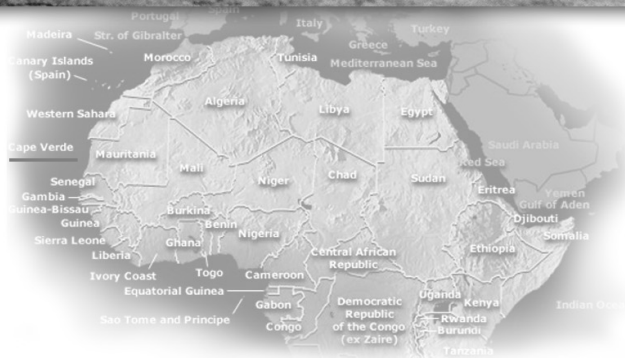 Portugal
Spain
Italy
Turkey
Madeira
Str. of Gibralter
Greece
Canary Islands
(Spain)
Morocco
Tunisia
Mediterranean Sea
Algeria
Libya
Egypt
Western Sahara
Saudi Arabia
Cape Verde
Mauritania
Mali
Niger
Chad
Sudan
Red Sea
Eritrea
Yemen
Gulf of Aden
Senegal
Gambia
Guinea-Bissau
Guinea
Burkina
Benin
Nigeria
Djibouti
Somalia
Sierra Leone
Ghana
Ethiopia
Liberia
Central African
Republic
Ivory Coast
Togo
Cameroon
Equatorial Guinea
Gabon
Democratic
Republic
of the Congo
(ex Zaire)
Uganda
Kenya
Indian Oce
Sao Tome and Principe
Congo
Rwanda
Burundi
Tanzania